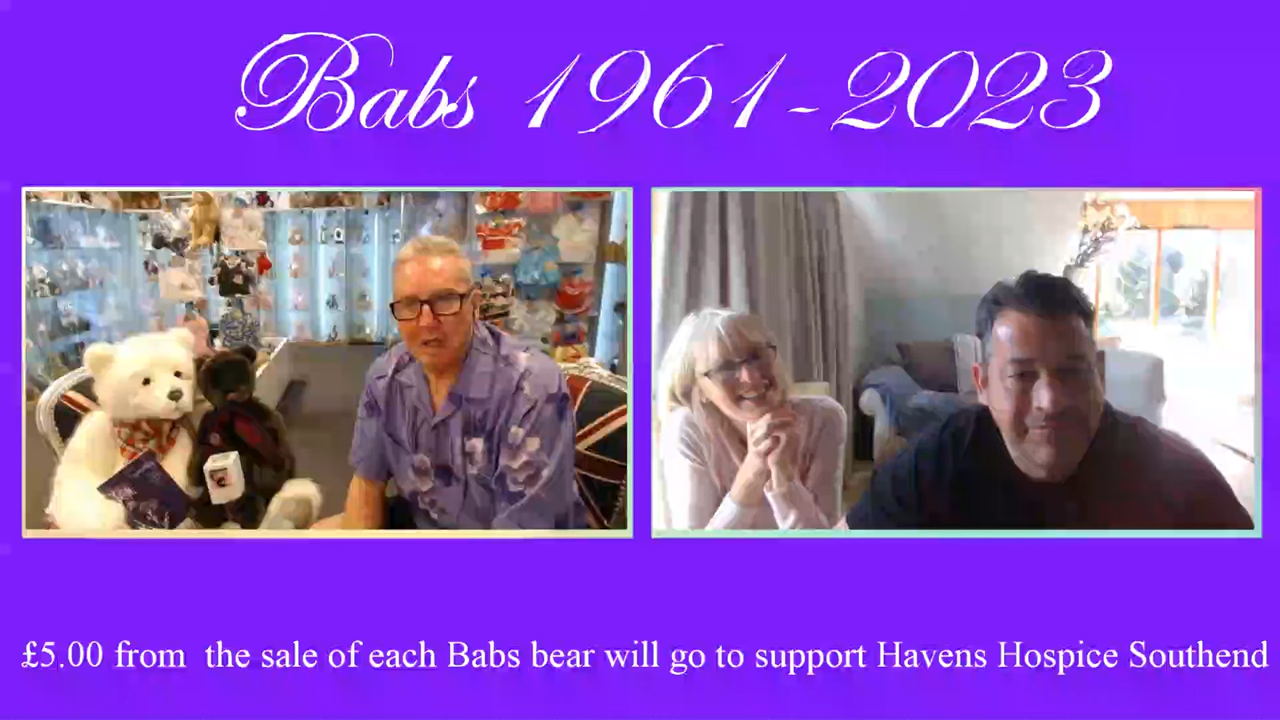 Babs 1961-2023
£5.00 from the sale of each Babs bear will go to support Havens Hospice Southend